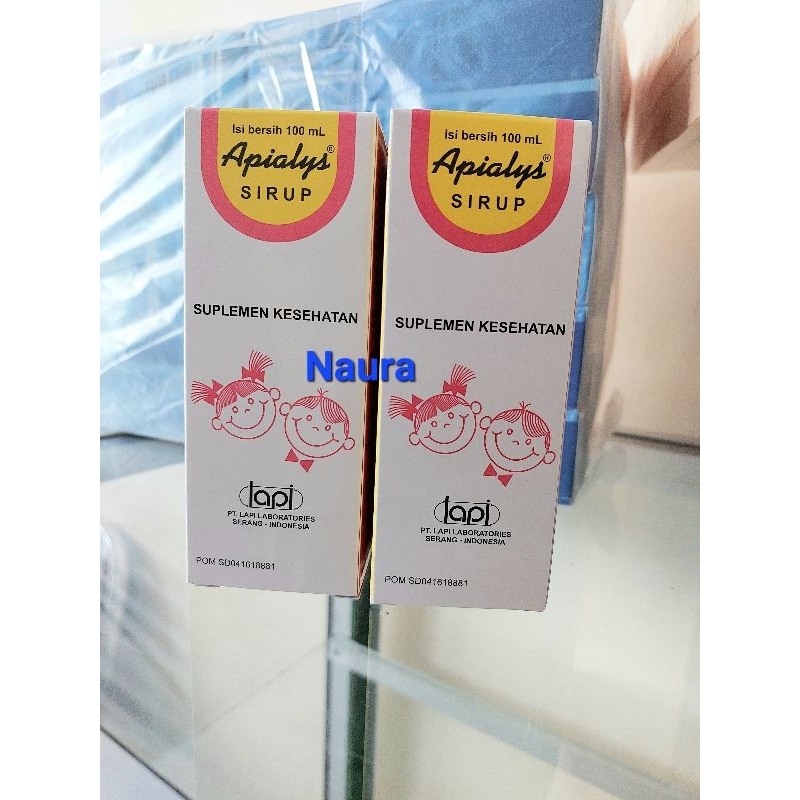 Isi bersih 100 mL
Apialys®
SIRUP
SUPLEMEN KESEHATAN
lapi
PT. LAPI LABORATORIES
SERANG - INDONESIA
POM SD041618881
Isi bersih 100 mL
Apialys®
SIRUP
SUPLEMEN KESEHATAN
lapi
PT. LAPI LABORATORIES
SERANG - INDONESIA
POM SD041618881
Naura